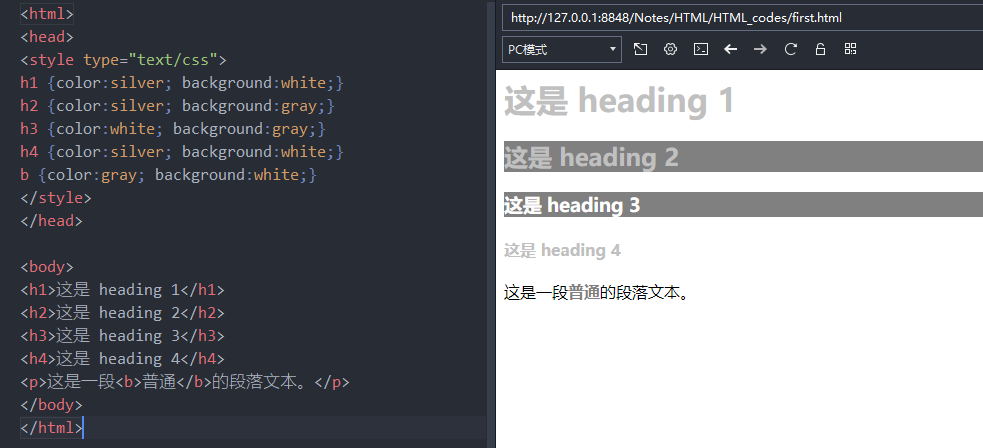 <html>
<head>
<style type="text/css">
h1 {color:silver; background:white;}
h2 {color:silver; background:gray;}
h3 {color:white; background:gray;}
h4 {color:silver; background:white;}
b {color:gray; background:white;}
</style>
</head>
<body>
<h1>这是 heading 1</h1>
<h2>这是 heading 2</h2>
<h3>这是 heading 3</h3>
<h4>这是 heading 4</h4>
<p>这是一段<b>普通</b>的段落文本。</p>
</body>
</html>
http://127.0.0.1:8848/Notes/HTML/HTML_codes/first.html
PC模式
这是 heading 1
这是 heading 2
这是 heading 3
这是 heading 4
这是一段普通的段落文本。